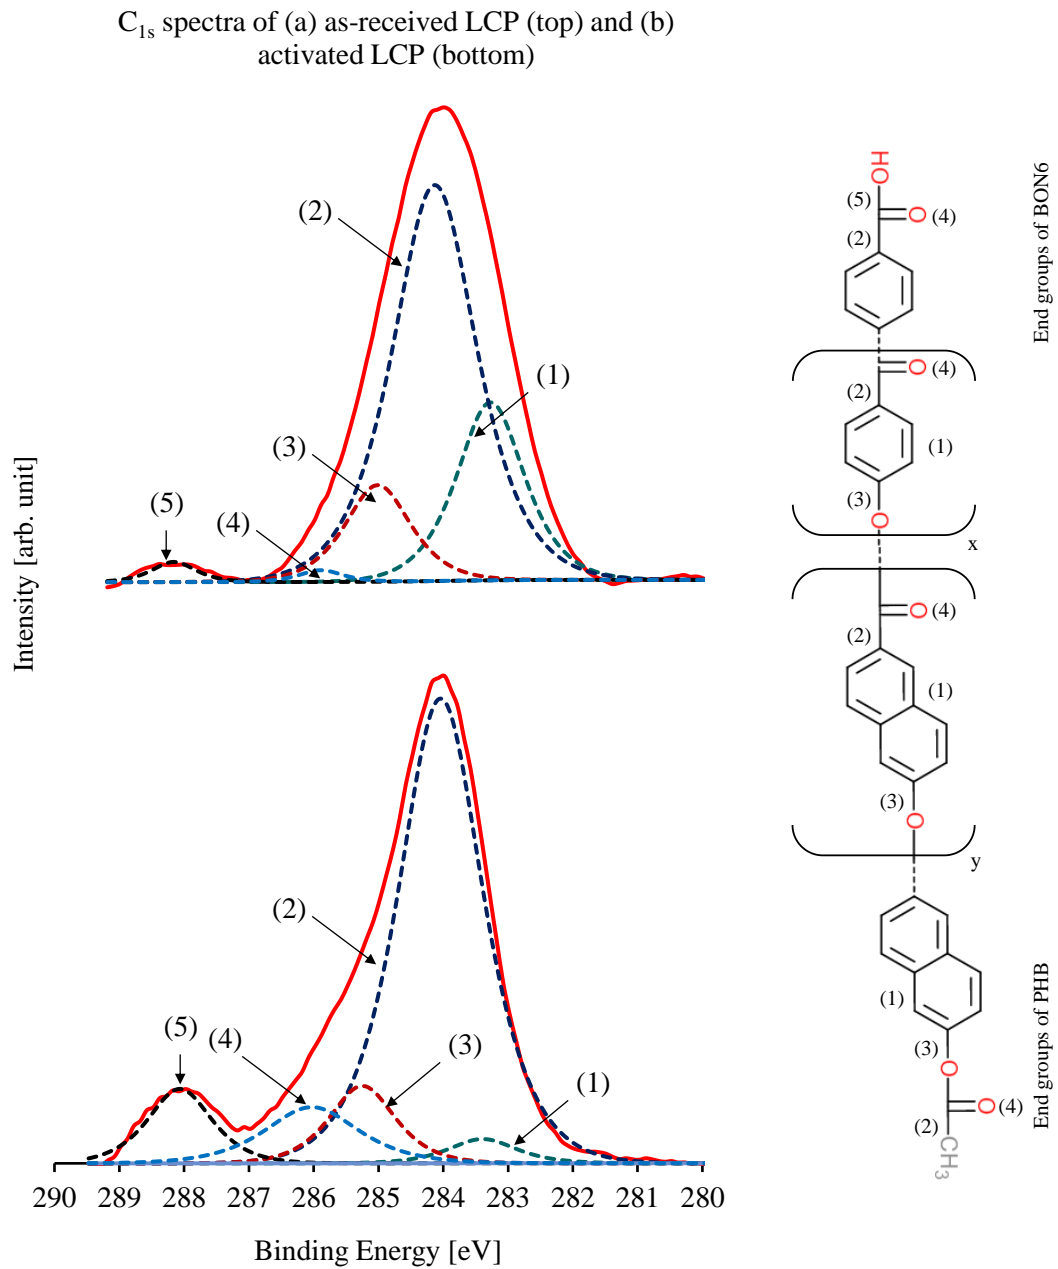 C1s spectra of (a) as-received LCP (top) and (b)
activated LCP (bottom)
Intensity [arb. unit]
(2)
(1)
(3)
(4)
(5)
(2)
(5)
(4)
(3)
(1)
290 289 288 287 286 285 284 283 282 281 280
Binding Energy [eV]
HO
(5)
O (4)
(2)
O (4)
(2)
(1)
(3)
O
x
O (4)
(2)
(1)
(3)
O
y
(1)
(3)
O
O (4)
(2)
CH3
End groups of BON6
End groups of PHB